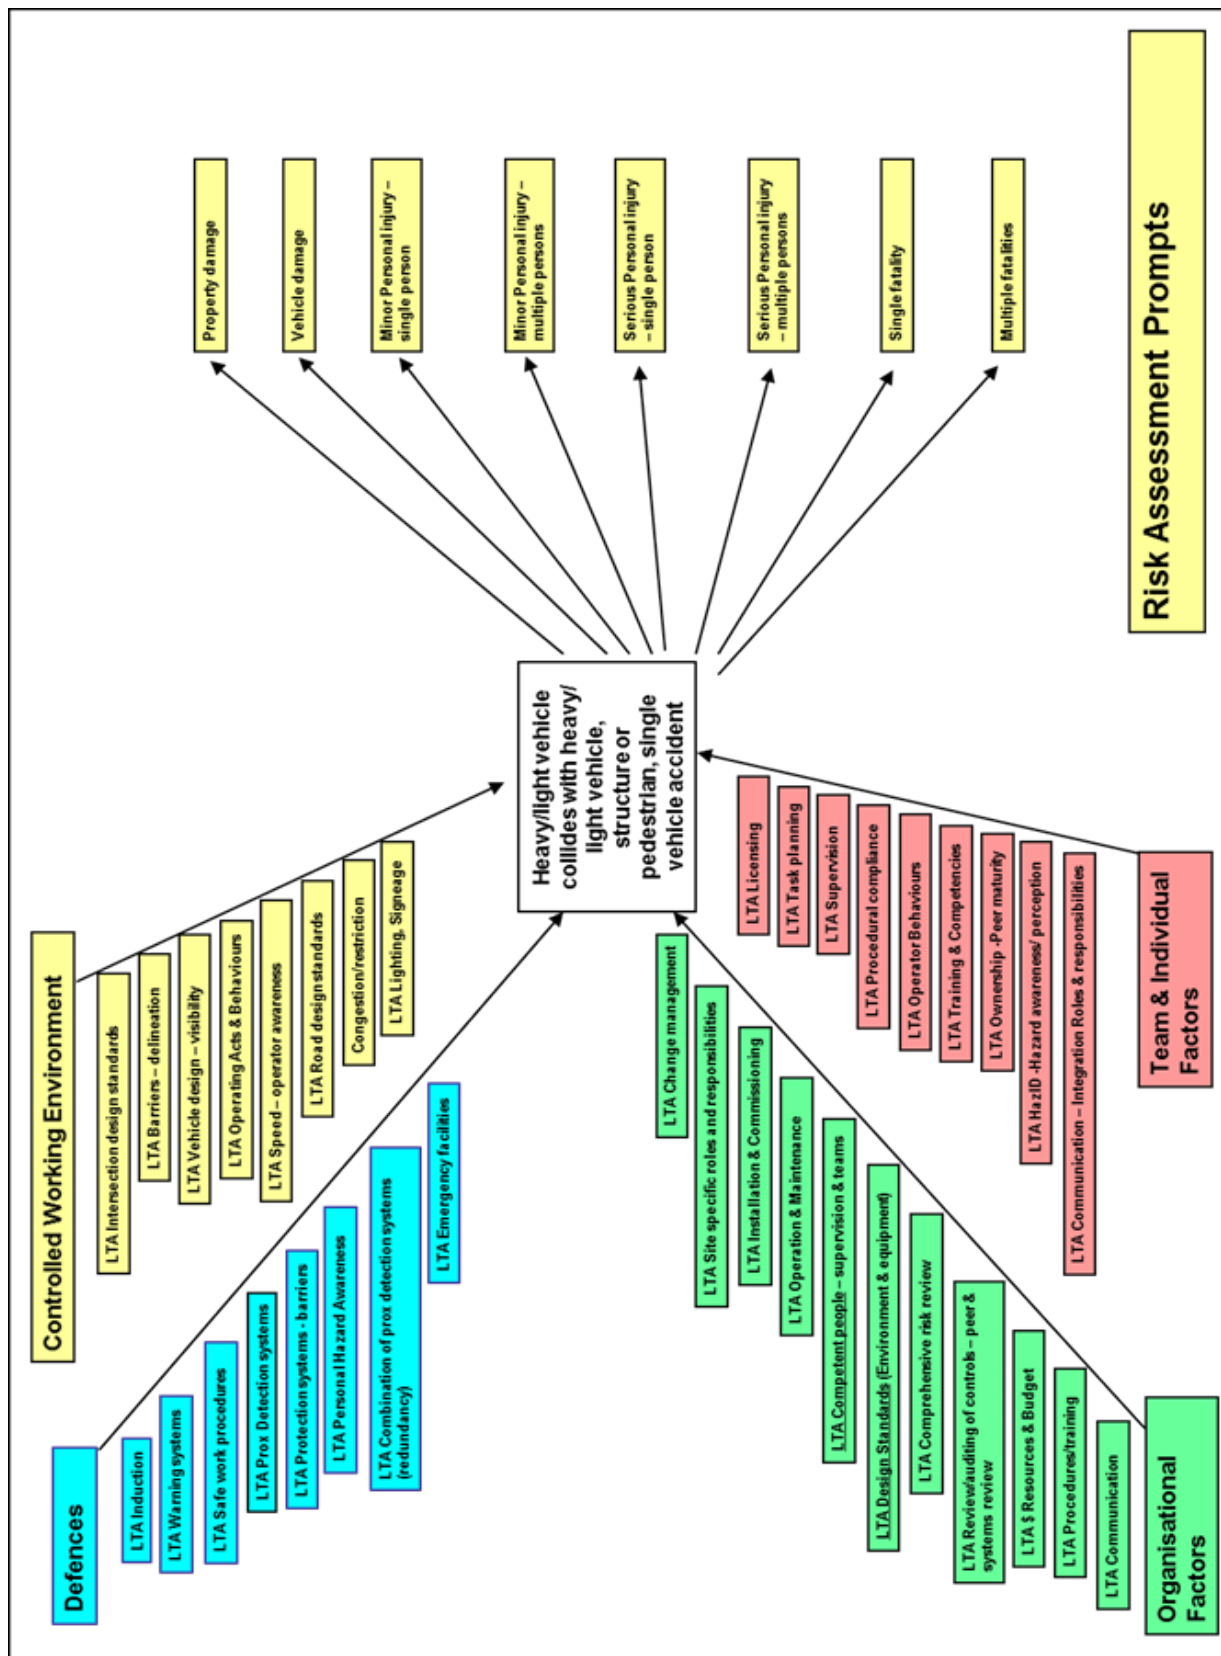 Defences
LTA Induction
LTA Warning systems
LTA Safe work procedures
LTA Prox Detection systems
LTA Protection systems - barriers
LTA Personal Hazard Awareness
LTA Combination of prox detection systems
(redundancy)
LTA Emergency facilities
Controlled Working Environment
LTA Intersection design standards
LTA Barriers – delineation
LTA Vehicle design – visibility
LTA Operating Acts & Behaviours
LTA Speed – operator awareness
LTA Road design standards
Congestion/restriction
LTA Lighting, Signeage
Heavy/light vehicle
collides with heavy/
light vehicle,
structure or
pedestrian, single
vehicle accident
Organisational
Factors
LTA Change management
LTA Site specific roles and responsibilities
LTA Installation & Commissioning
LTA Operation & Maintenance
LTA Competent people – supervision & teams
LTA Design Standards (Environment & equipment)
LTA Comprehensive risk review
LTA Review/auditing of controls – peer &
systems review
LTA $ Resources & Budget
LTA Procedures/training
LTA Communication
Team & Individual
Factors
LTA Licensing
LTA Task planning
LTA Supervision
LTA Procedural compliance
LTA Operator Behaviours
LTA Training & Competencies
LTA Ownership -Peer maturity
LTA HazID -Hazard awareness/ perception
LTA Communication – Integration Roles & responsibilities
Property damage
Vehicle damage
Minor Personal injury –
single person
Minor Personal injury –
multiple persons
Serious Personal injury
– single person
Serious Personal injury
– multiple persons
Single fatality
Multiple fatalities
Risk Assessment Prompts